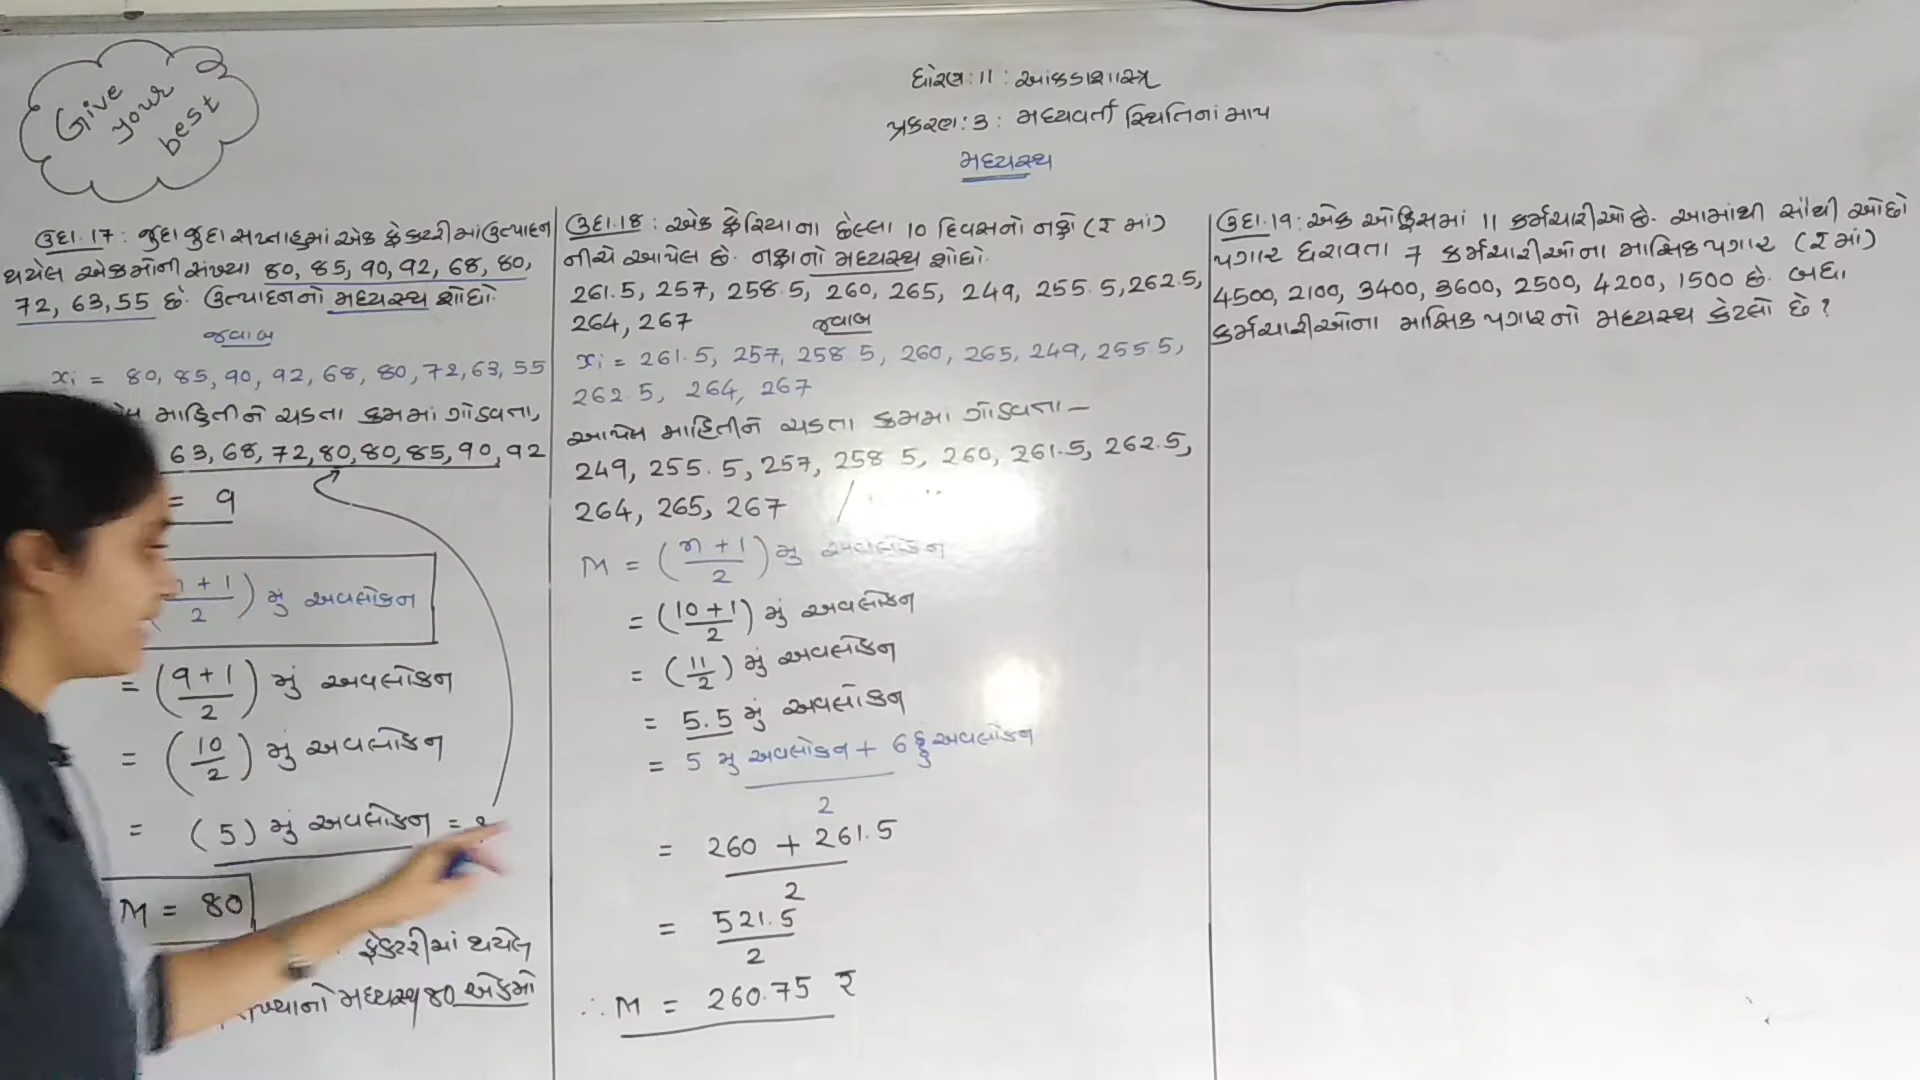 Give
your
best
ધોરણ : 11 : આંકડાશાસ્ત્ર
પ્રકરણ : 3 : મધ્યવર્તી સ્થિતિનાં માપ
મધ્યસ્થ
ઉદા. 17 : જુદા જુદા સપ્તાહમાં એક ફેક્ટરીમાં ઉત્પાદન
થયેલ એકમોની સંખ્યા 80, 85, 90, 92, 68, 80,
72, 63, 55 છે. ઉત્પાદનનો મધ્યસ્થ શોધો.
જવાબ
xi = 80, 85, 90, 92, 68, 80, 72, 63, 55
માહિતીને ચડતા ક્રમમાં ગોઠવતા,
63, 68, 72, 80, 80, 85, 90, 92
= 9
+ 1
2
) મું અવલોકન
= (9+1
2
) મું અવલોકન
= (10
2
) મું અવલોકન
= (5) મું અવલોકન =
M = 80
ફેક્ટરીમાં થયેલ
મધ્યસ્થ 80 એકમો
ઉદા. 18 : એક ફેરિયાના છેલ્લા 10 દિવસનો નફો (₹ માં)
નીચે આપેલ છે. નફાનો મધ્યસ્થ શોધો.
261.5, 257, 258.5, 260, 265, 249, 255.5, 262.5,
264, 267
જવાબ
xi = 261.5, 257, 258.5, 260, 265, 249, 255.5,
262.5, 264, 267
આપેલ માહિતીને ચડતા ક્રમમાં ગોઠવતા -
249, 255.5, 257, 258.5, 260, 261.5, 262.5,
264, 265, 267
M = (n+1
2
) મું અવલોકન
= (10+1
2
) મું અવલોકન
= (11
2
) મું અવલોકન
= 5.5 મું અવલોકન
= 5 મું અવલોકન + 6 ઠ્ઠું અવલોકન
2
= 260 + 261.5
2
= 521.5
2
∴ M = 260.75 ₹
ઉદા. 19 : એક ઓફિસમાં 11 કર્મચારીઓ છે. આમાંથી સૌથી ઓછો
પગાર ધરાવતા 7 કર્મચારીઓના માસિક પગાર (₹ માં)
4500, 2100, 3400, 3600, 2500, 4200, 1500 છે. બધા
કર્મચારીઓના માસિક પગારનો મધ્યસ્થ કેટલો છે ?